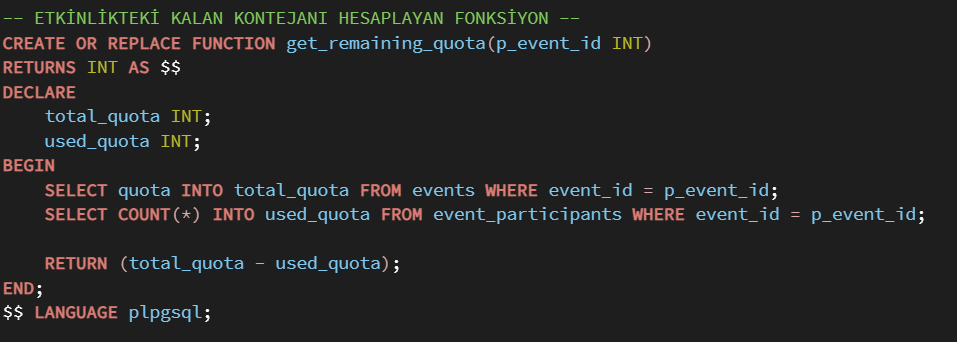 -- ETKİNLİKTEKİ KALAN KONTEJANI HESAPLAYAN FONKSİYON --
CREATE OR REPLACE FUNCTION get_remaining_quota(p_event_id INT)
RETURNS INT AS $$
DECLARE
    total_quota INT;
    used_quota INT;
BEGIN
    SELECT quota INTO total_quota FROM events WHERE event_id = p_event_id;
    SELECT COUNT(*) INTO used_quota FROM event_participants WHERE event_id = p_event_id;

    RETURN (total_quota - used_quota);
END;
$$ LANGUAGE plpgsql;